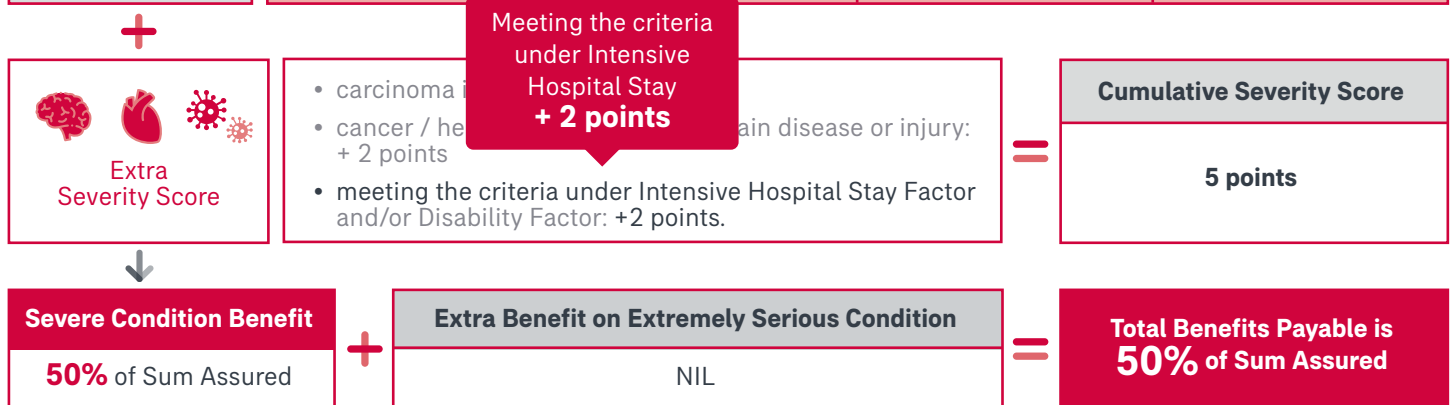 Meeting the criteria
under Intensive
Hospital Stay
+ 2 points
Extra
Severity Score
• carcinoma
• cancer / ain disease or injury:
+ 2 points
• meeting the criteria under Intensive Hospital Stay Factor
and/or Disability Factor: +2 points.
Cumulative Severity Score
5 points
Severe Condition Benefit
50% of Sum Assured
Extra Benefit on Extremely Serious Condition
NIL
Total Benefits Payable is
50% of Sum Assured